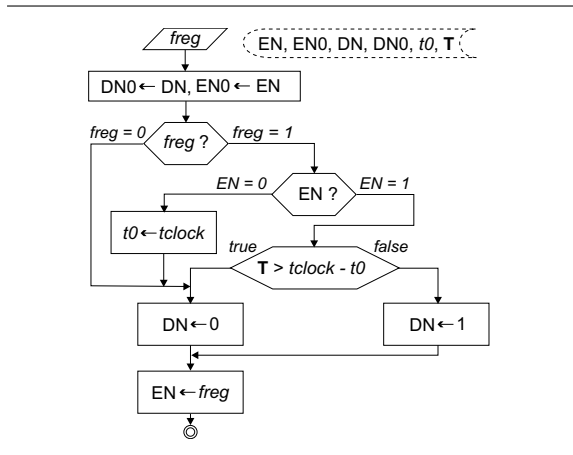 freg
EN, EN0, DN, DN0, t0, T
DN0 ← DN, EN0 ← EN
freg = 0
freg ?
freg = 1
EN = 0
EN ?
EN = 1
t0 ← tclock
true
T > tclock - t0
false
DN ← 0
DN ← 1
EN ← freg